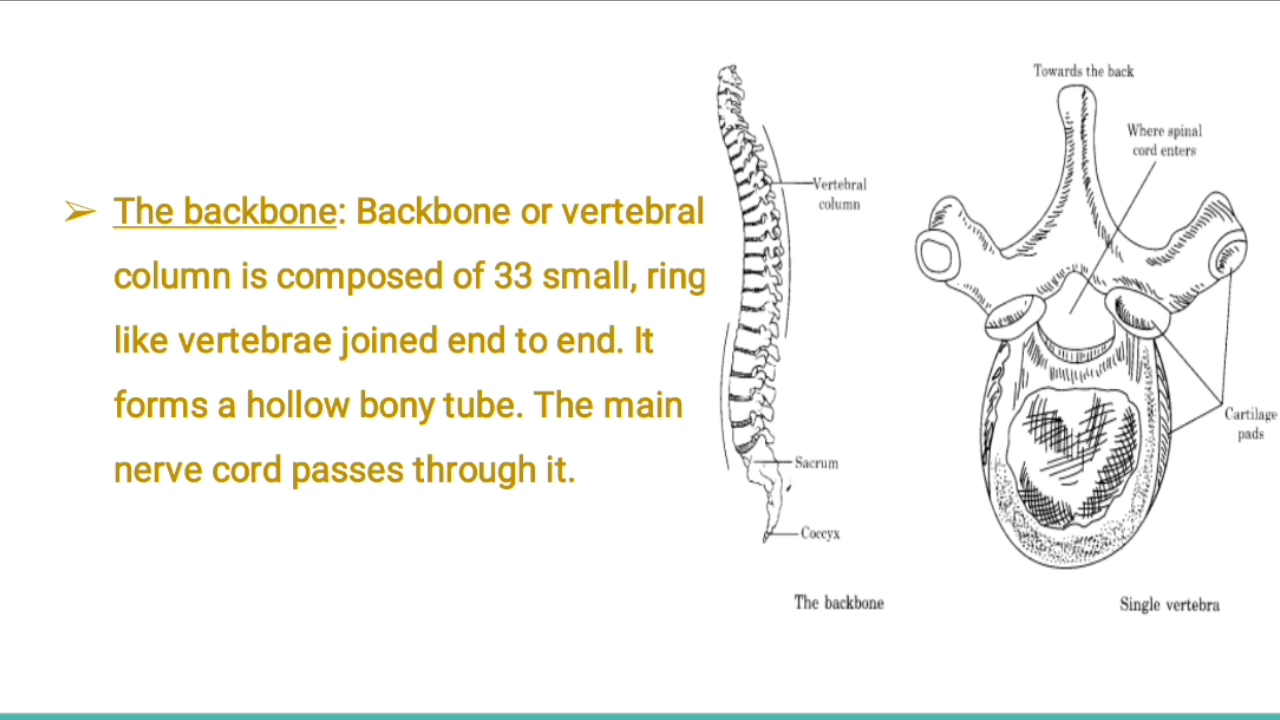 ➢ The backbone: Backbone or vertebral
column is composed of 33 small, ring
like vertebrae joined end to end. It
forms a hollow bony tube. The main
nerve cord passes through it.
Vertebral
column
Sacrum
Coccyx
The backbone
Towards the back
Where spinal
cord enters
Cartilage
pads
Single vertebra